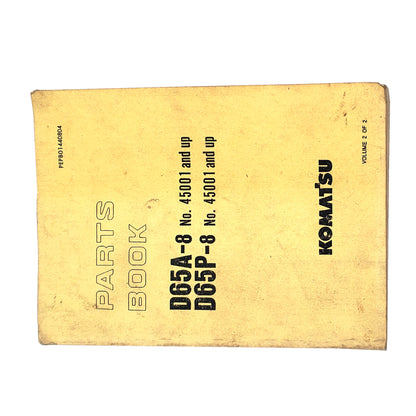 PEPB0144C804
PARTS
BOOK
D65A-8 No. 45001 and up
D65P-8 No. 45001 and up
KOMATSU
VOLUME 2 OF 2